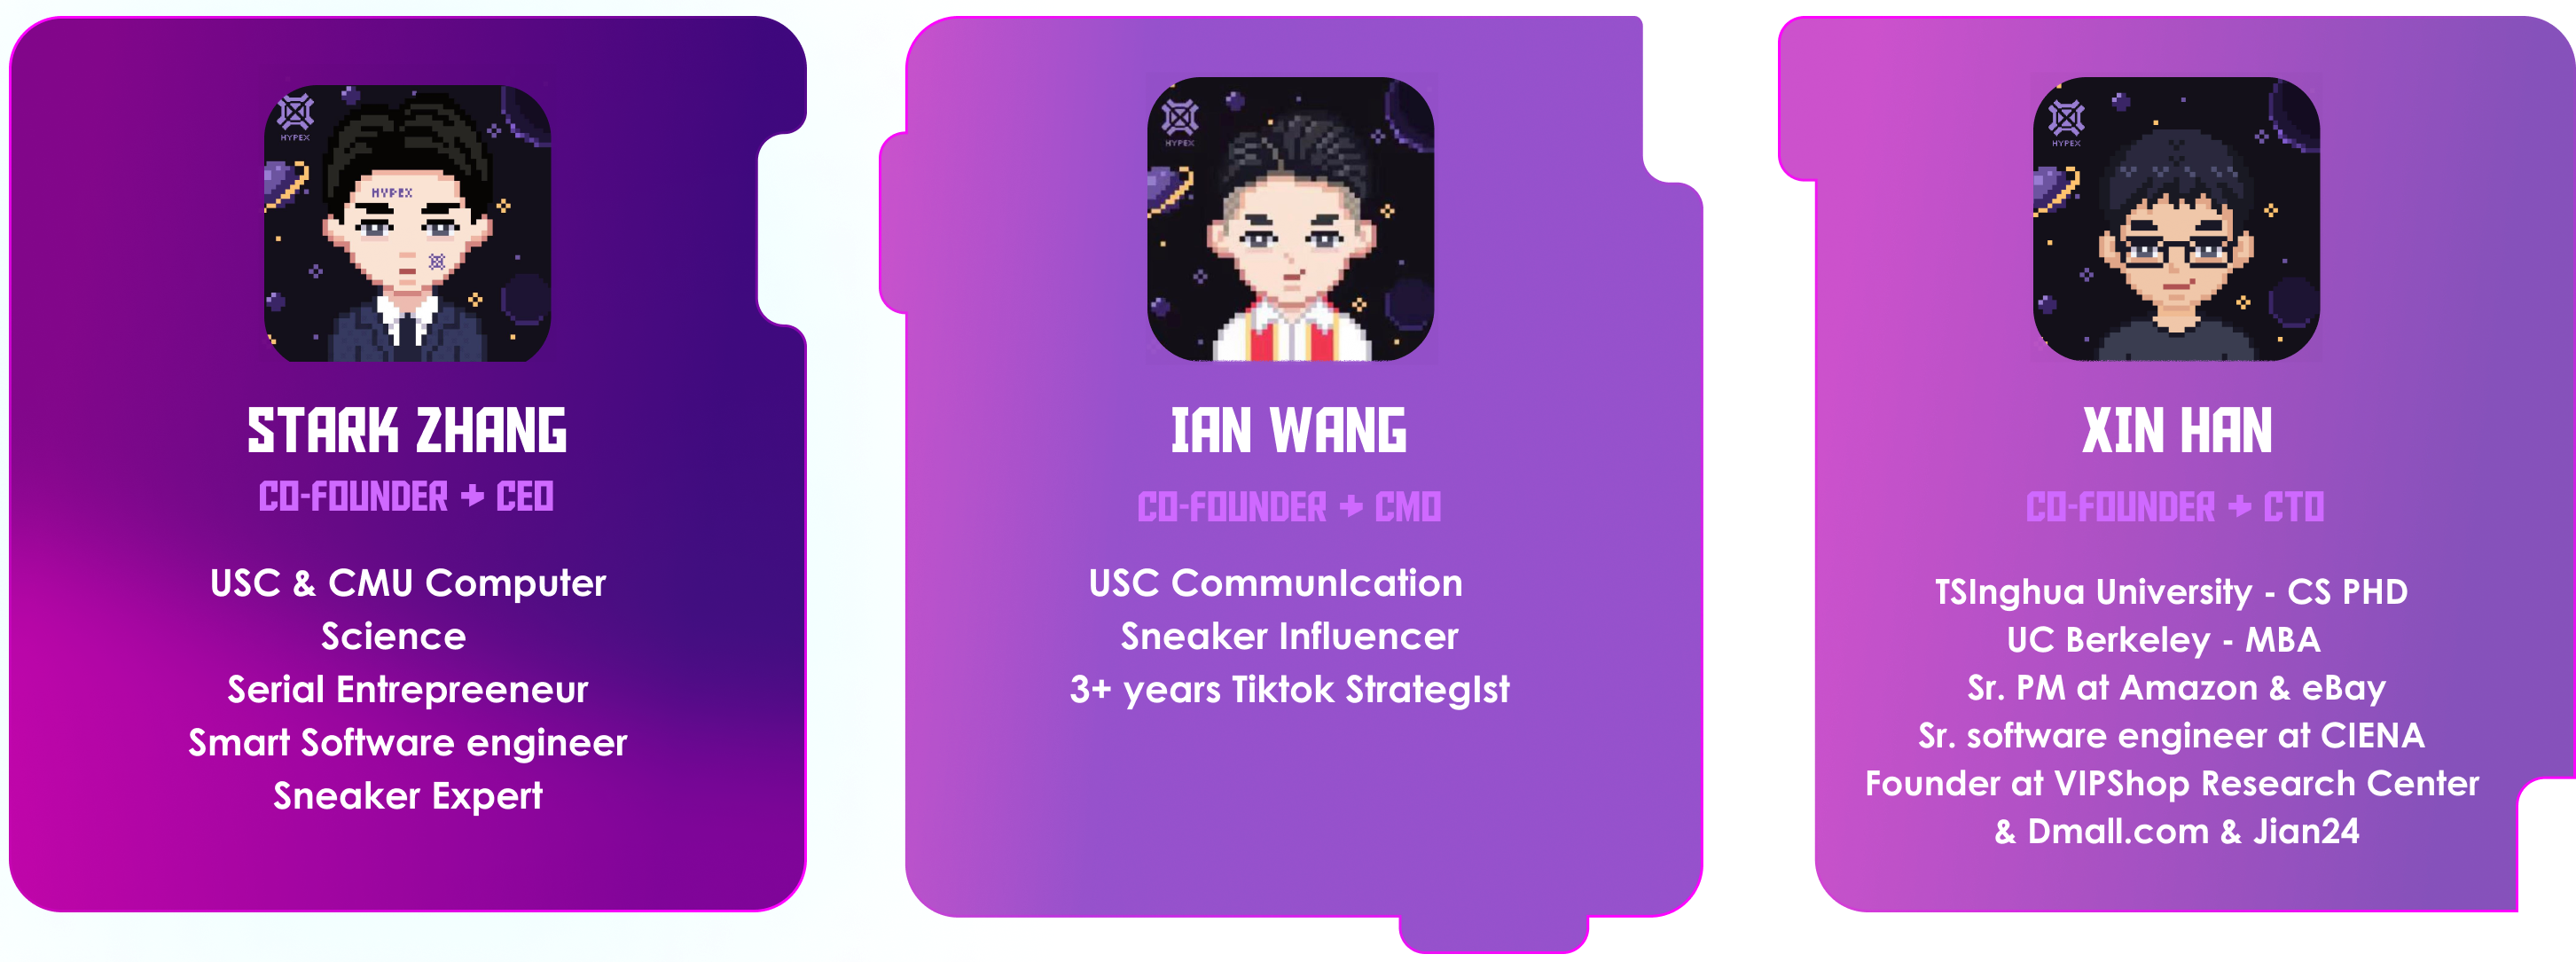 HYPEX
HYPEX
STARK ZHANG
CO-FOUNDER + CEO
USC & CMU Computer
Science
Serial Entrepreeneur
Smart Software engineer
Sneaker Expert
HYPEX
IAN WANG
CO-FOUNDER + CMO
USC CommunIcation
Sneaker Influencer
3+ years Tiktok StrategIst
HYPEX
XIN HAN
CO-FOUNDER + CTO
TSInghua University - CS PHD
UC Berkeley - MBA
Sr. PM at Amazon & eBay
Sr. software engineer at CIENA
Founder at VIPShop Research Center
& Dmall.com & Jian24